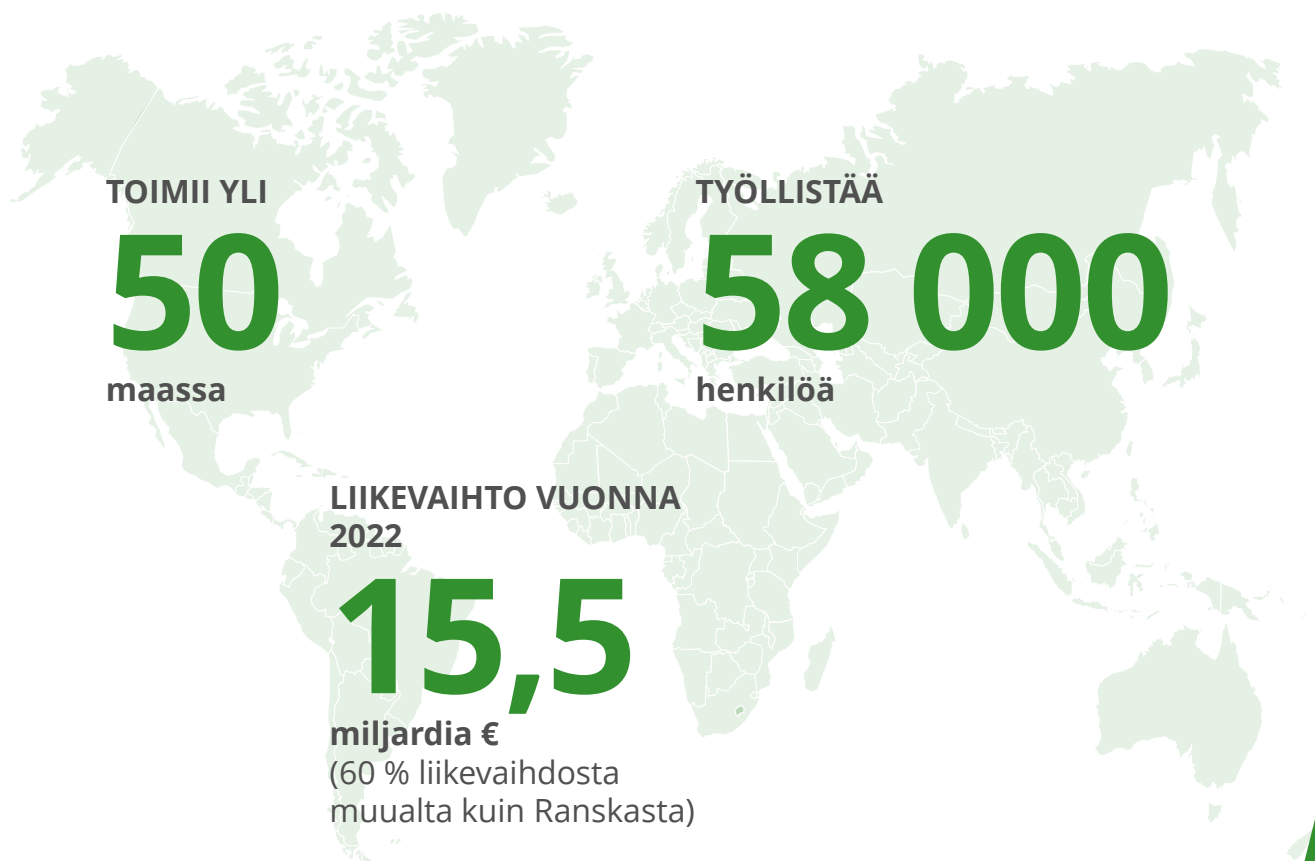 TOIMII YLI
50
maassa
TYÖLLISTÄÄ
58 000
henkilöä
LIIKEVAIHTO VUONNA
2022
15,5
miljardia €
(60 % liikevaihdosta
muualta kuin Ranskasta)